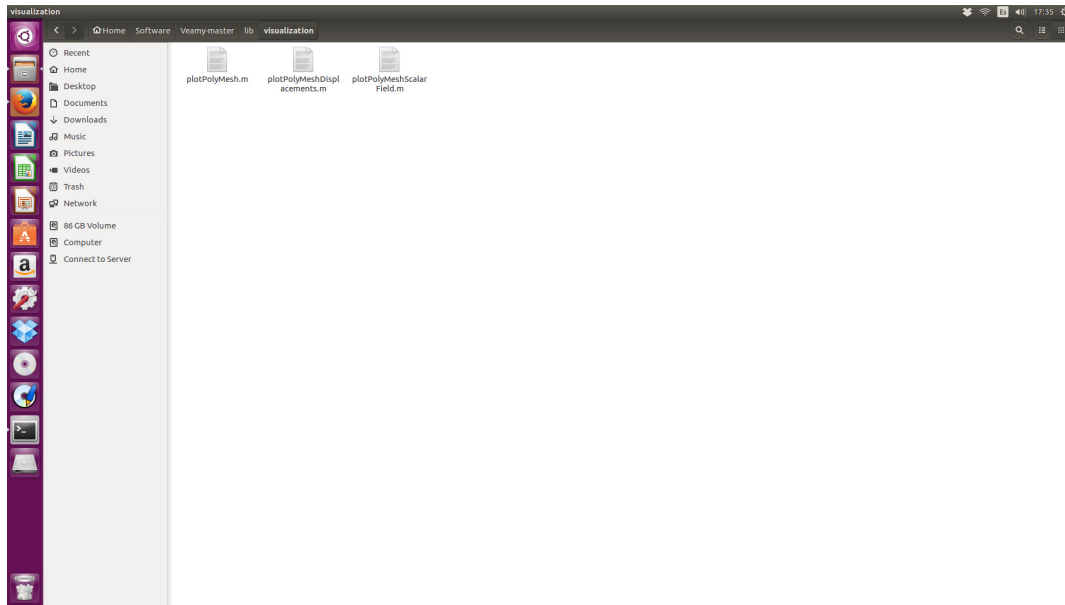 visualization
Es 17:35
Home Software Veamy-master lib visualization
Recent
Home
Desktop
Documents
Downloads
Music
Pictures
Videos
Trash
Network
86 GB Volume
Computer
Connect to Server
plotPolyMesh.m
plotPolyMeshDispl
acements.m
plotPolyMeshScalar
Field.m